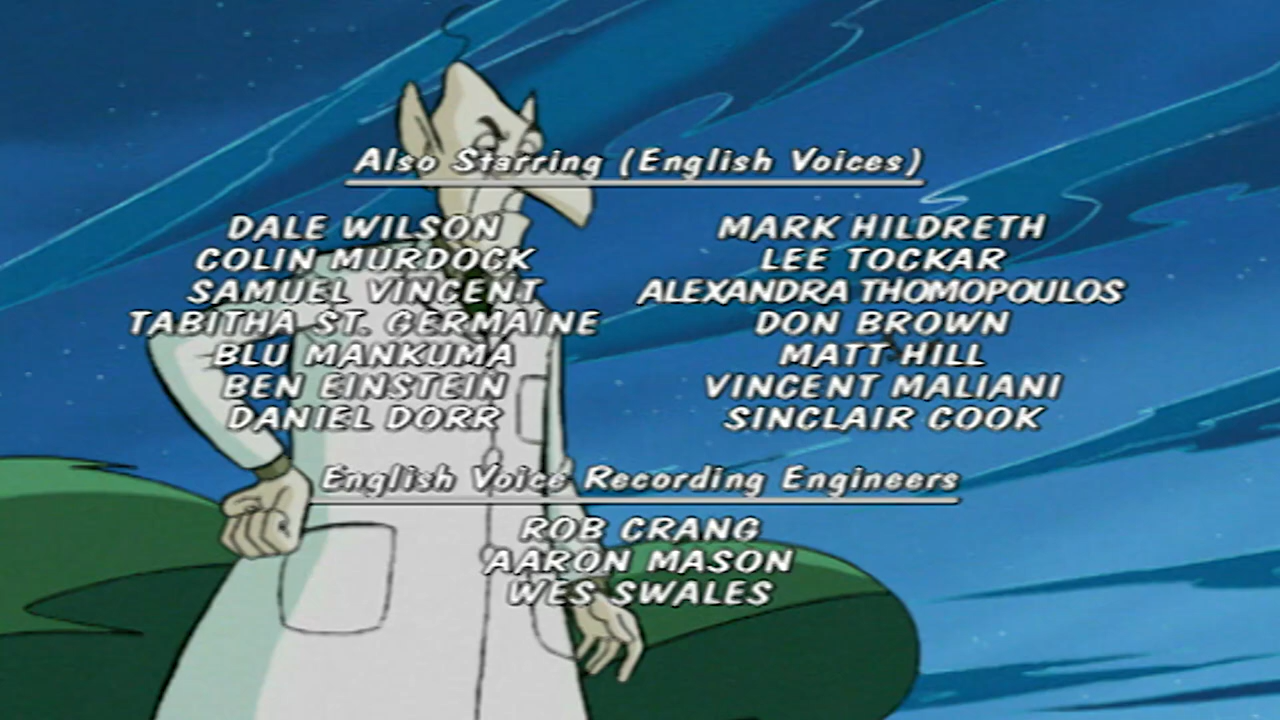 Also Starring (English Voices)
DALE WILSON
COLIN MURDOCK
SAMUEL VINCENT
TABITHA ST. GERMAINE
BLU MANKUMA
BEN EINSTEIN
DANIEL DORR
MARK HILDRETH
LEE TOCKAR
ALEXANDRA THOMOPOULOS
DON BROWN
MATT HILL
VINCENT MALIANI
SINCLAIR COOK
English Voice Recording Engineers
ROB CRANG
AARON MASON
WES SWALES